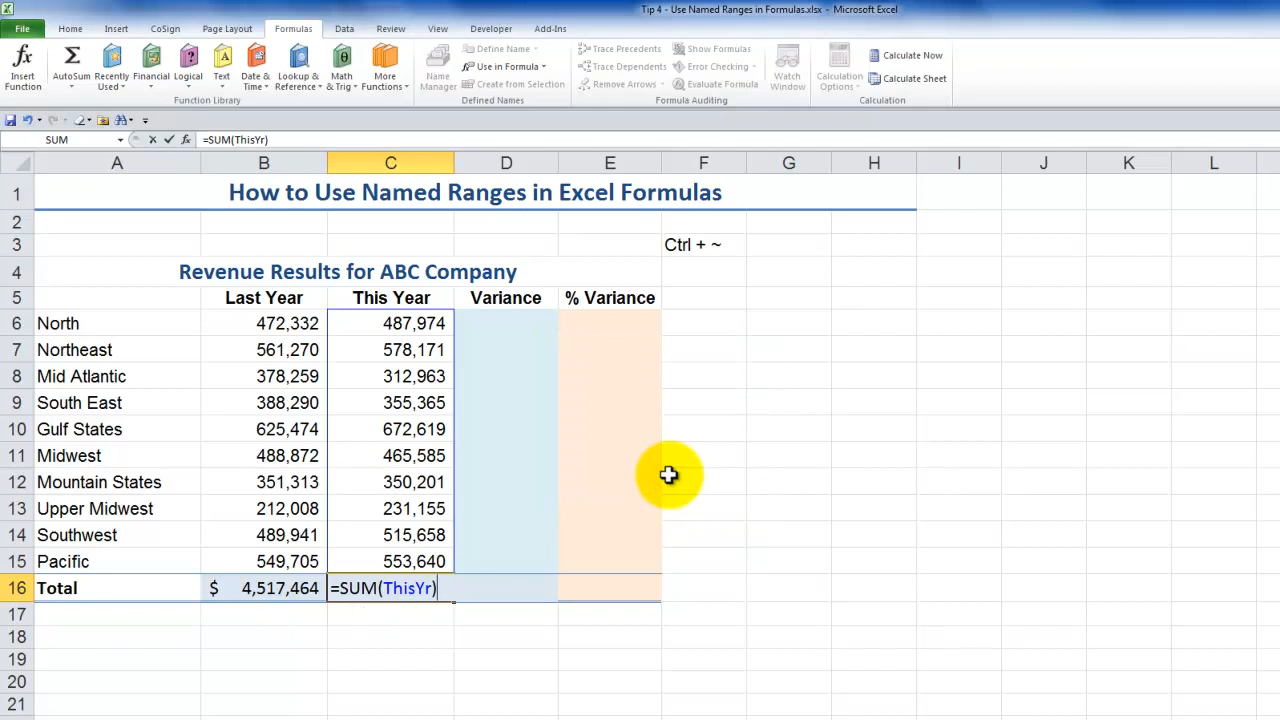 Tip 4 - Use Named Ranges in Formulas.xlsx - Microsoft Excel
File Home Insert CoSign Page Layout Formulas Data Review View Developer Add-Ins
Insert Function
AutoSum
Recently Used
Financial
Logical
Text
Date & Time
Lookup & Reference
Math & Trig
More Functions
Function Library
Name Manager
Define Name
Use in Formula
Create from Selection
Defined Names
Trace Precedents
Trace Dependents
Remove Arrows
Show Formulas
Error Checking
Evaluate Formula
Formula Auditing
Watch Window
Calculation Options
Calculate Now
Calculate Sheet
Calculation
SUM fx =SUM(ThisYr)
A B C D E F G H I J K L
1 How to Use Named Ranges in Excel Formulas
2
3 Ctrl + ~
4 Revenue Results for ABC Company
5 Last Year This Year Variance % Variance
6 North 472,332 487,974
7 Northeast 561,270 578,171
8 Mid Atlantic 378,259 312,963
9 South East 388,290 355,365
10 Gulf States 625,474 672,619
11 Midwest 488,872 465,585
12 Mountain States 351,313 350,201
13 Upper Midwest 212,008 231,155
14 Southwest 489,941 515,658
15 Pacific 549,705 553,640
16 Total $ 4,517,464 =SUM(ThisYr)
17
18
19
20
21